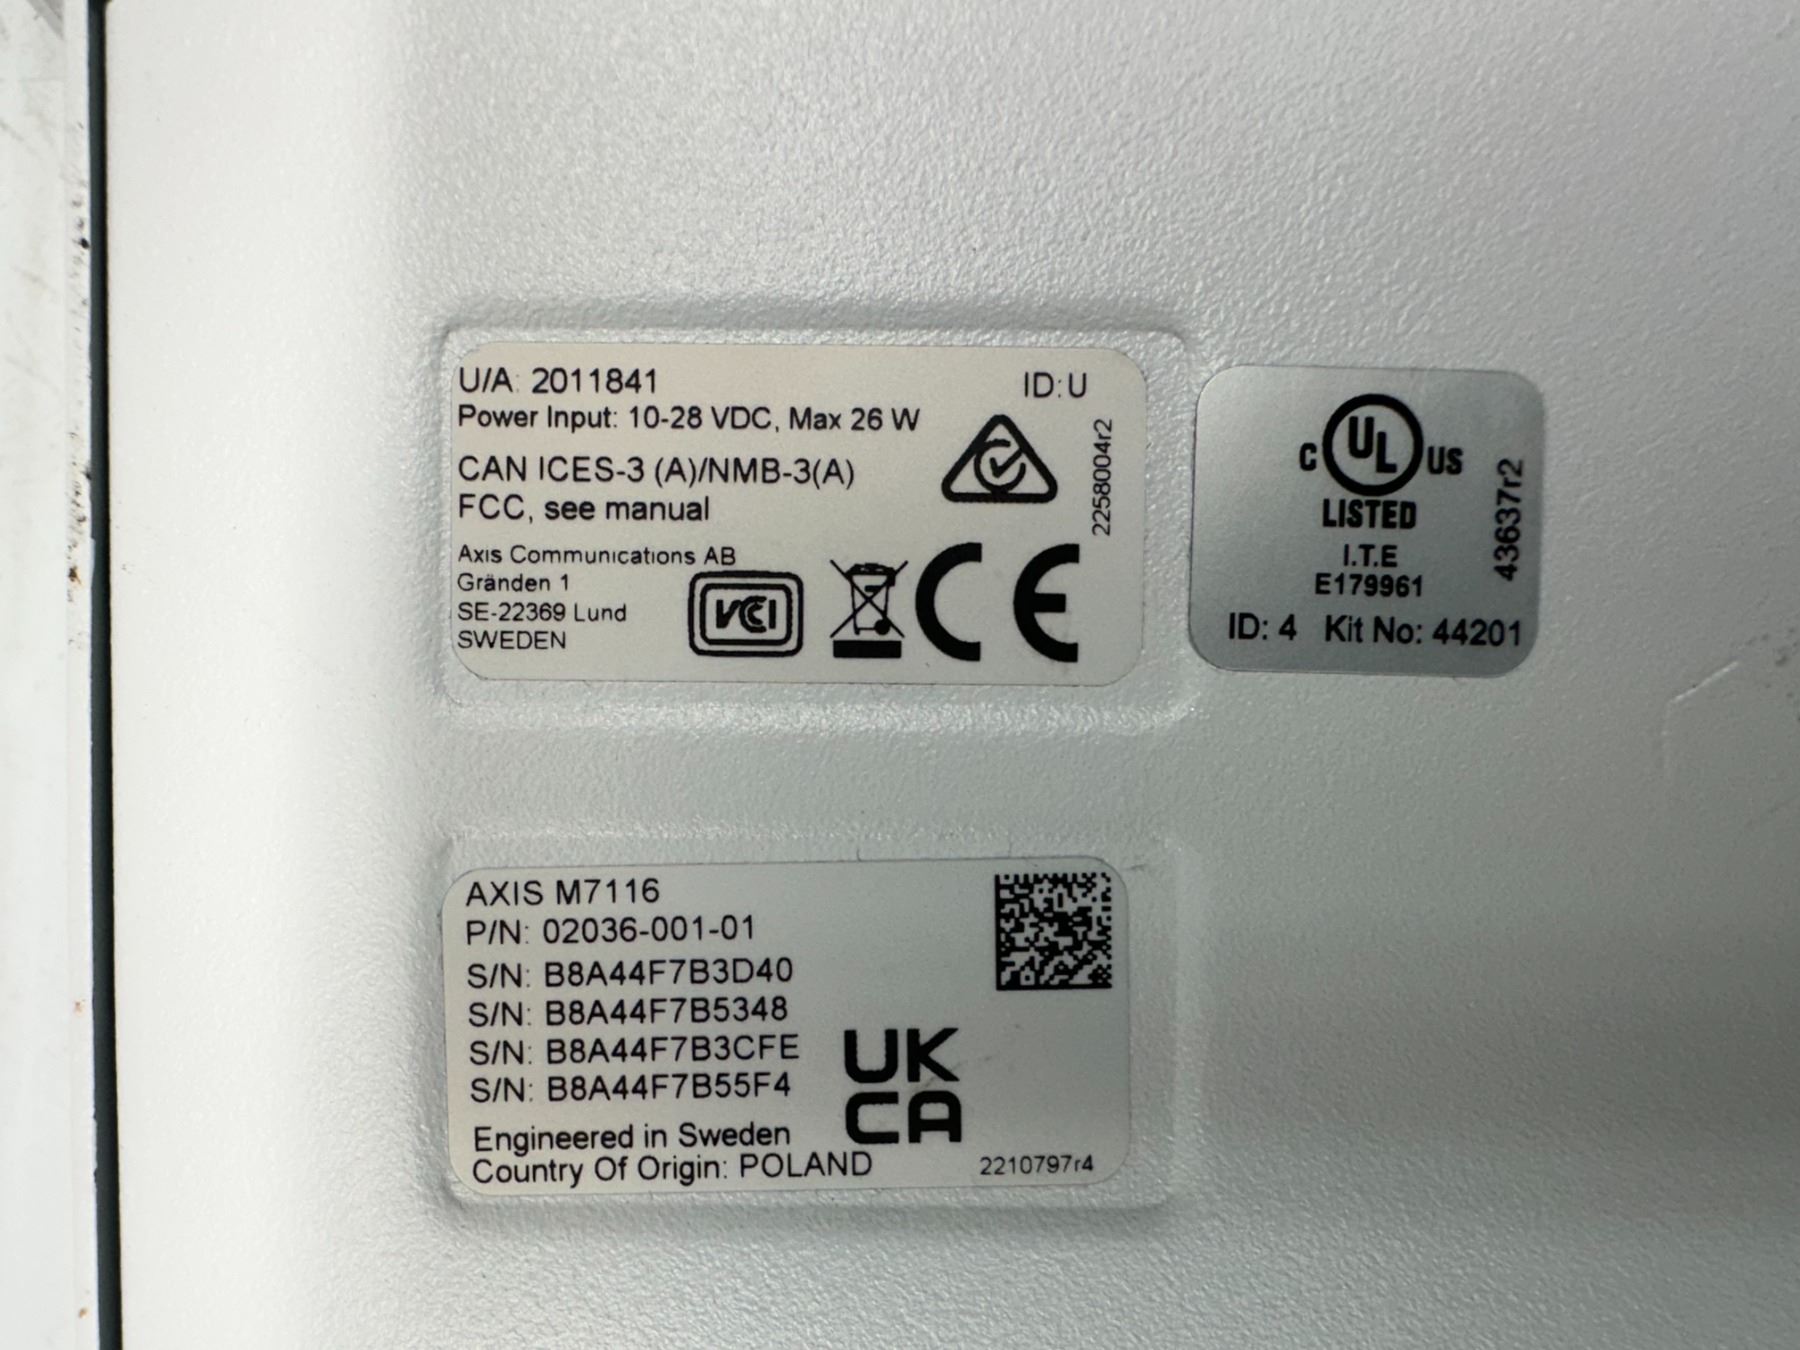 U/A: 2011841 ID: U
Power Input: 10-28 VDC, Max 26 W
CAN ICES-3 (A)/NMB-3(A)
FCC, see manual
2258004r2
Axis Communications AB
Gränden 1
SE-22369 Lund
SWEDEN
VCCI
CE
C UL US
LISTED
I.T.E
E179961
ID: 4 Kit No: 44201
43637r2
AXIS M7116
P/N: 02036-001-01
S/N: B8A44F7B3D40
S/N: B8A44F7B5348
S/N: B8A44F7B3CFE
S/N: B8A44F7B55F4
UK
CA
Engineered in Sweden
Country Of Origin: POLAND
2210797r4